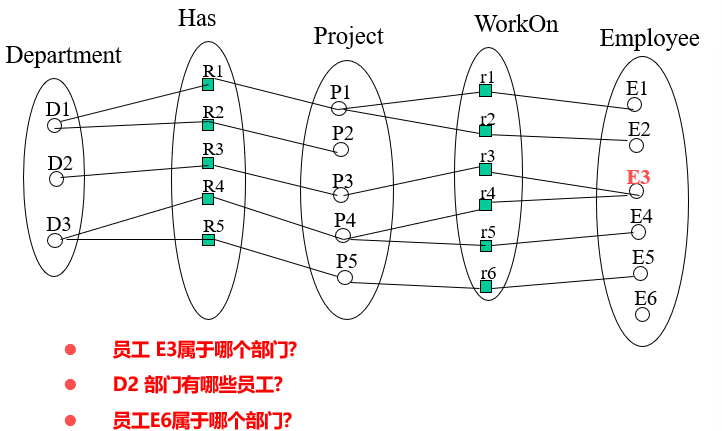 Department
Has
Project
WorkOn
Employee
D1
D2
D3
R1
R2
R3
R4
R5
P1
P2
P3
P4
P5
r1
r2
r3
r4
r5
r6
E1
E2
E3
E4
E5
E6
员工 E3属于哪个部门?
D2 部门有哪些员工?
员工E6属于哪个部门?